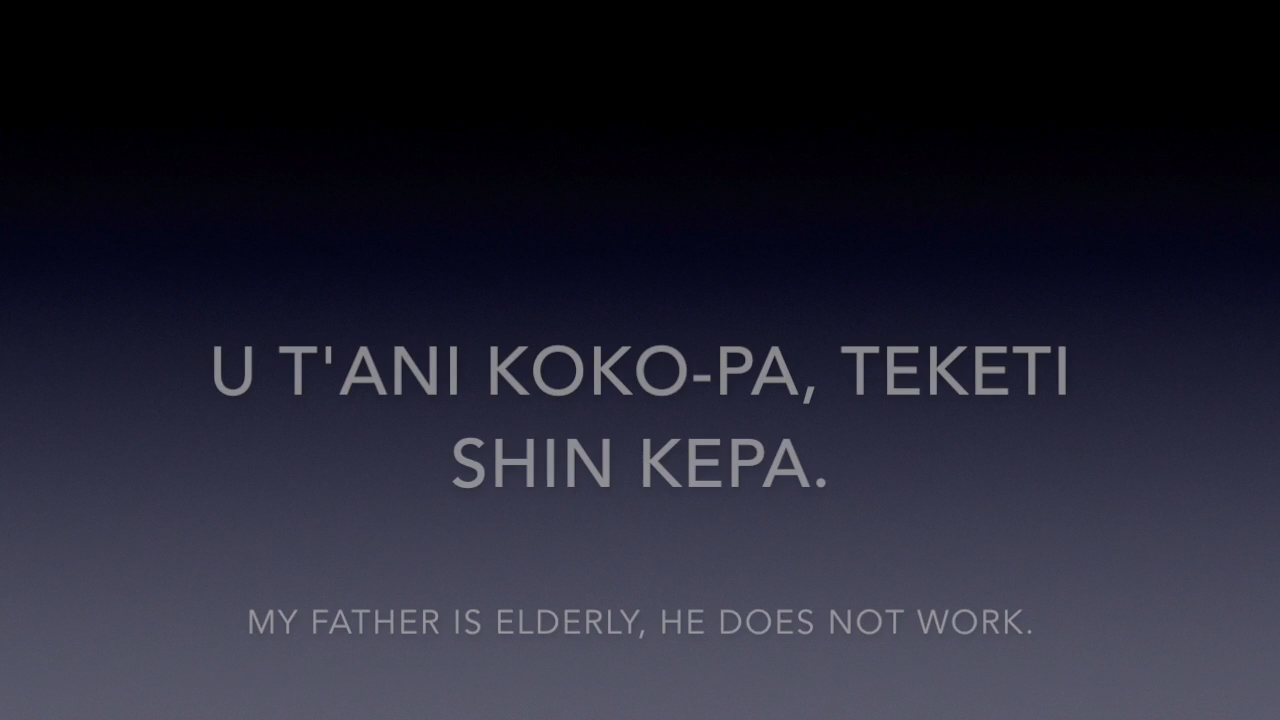 U T'ANI KOKO-PA, TEKETI
SHIN KEPA.
MY FATHER IS ELDERLY, HE DOES NOT WORK.